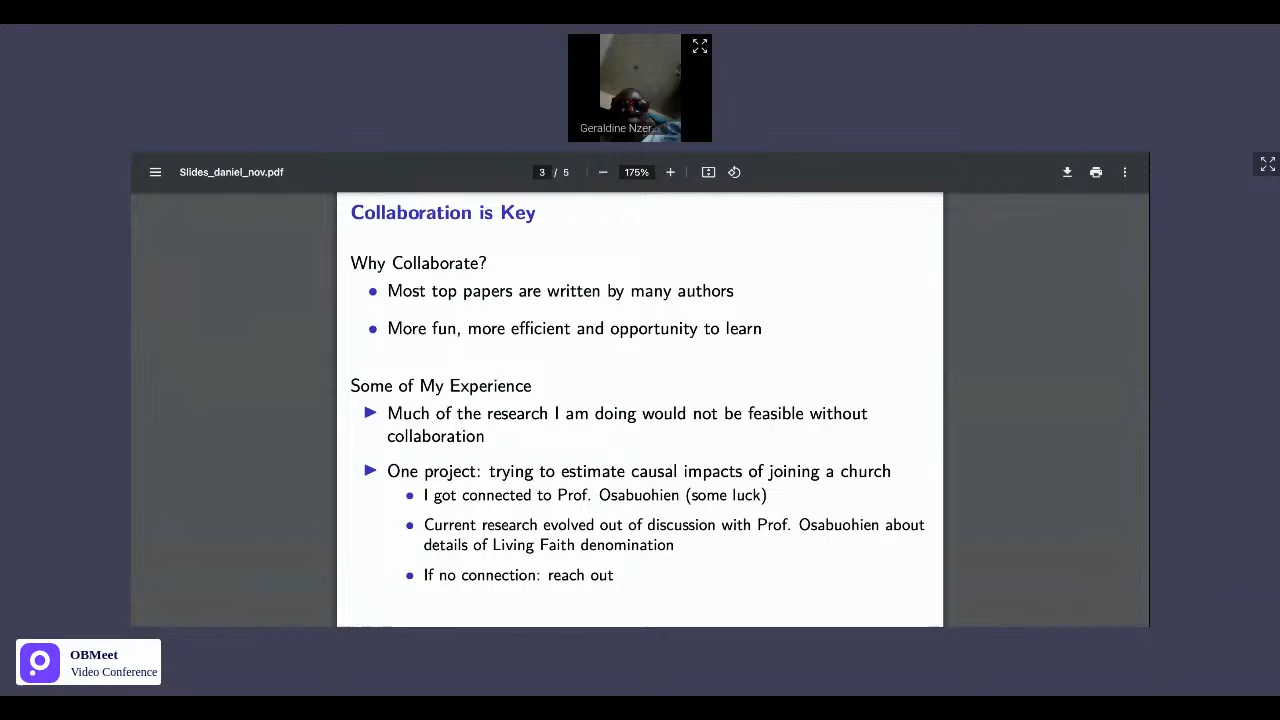 Geraldine Nzer...
Slides_daniel_nov.pdf
3 / 5
175%
Collaboration is Key
Why Collaborate?
Most top papers are written by many authors
More fun, more efficient and opportunity to learn
Some of My Experience
Much of the research I am doing would not be feasible without
collaboration
One project: trying to estimate causal impacts of joining a church
I got connected to Prof. Osabuohien (some luck)
Current research evolved out of discussion with Prof. Osabuohien about
details of Living Faith denomination
If no connection: reach out
OBMeet
Video Conference